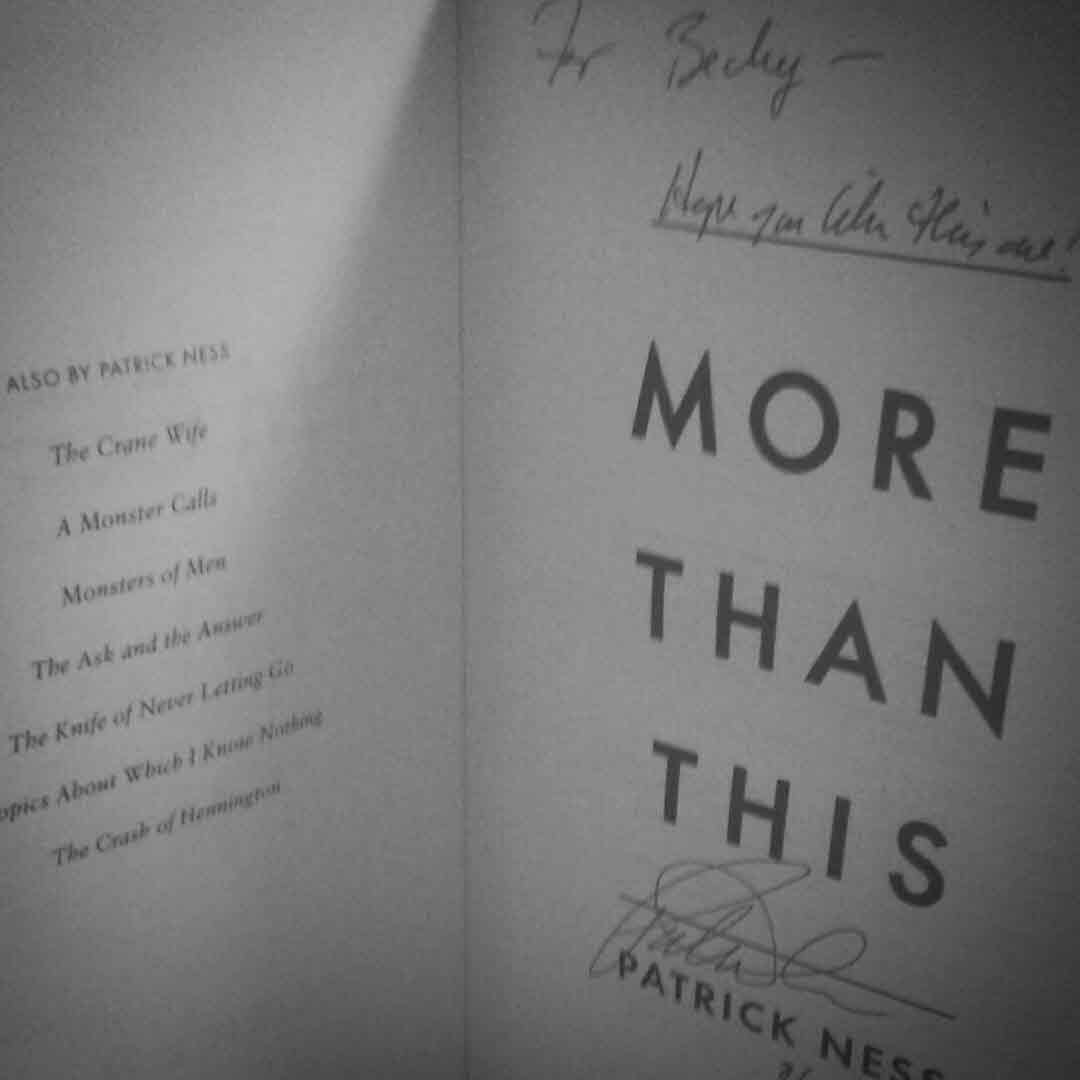 ALSO BY PATRICK NESS
The Crane Wife
A Monster Calls
Monsters of Men
The Ask and the Answer
The Knife of Never Letting Go
opics About Which I Know Nothing
The Crash of Hennington
For Becky —
Hope you like this one!
MORE
THAN
THIS
PATRICK NESS